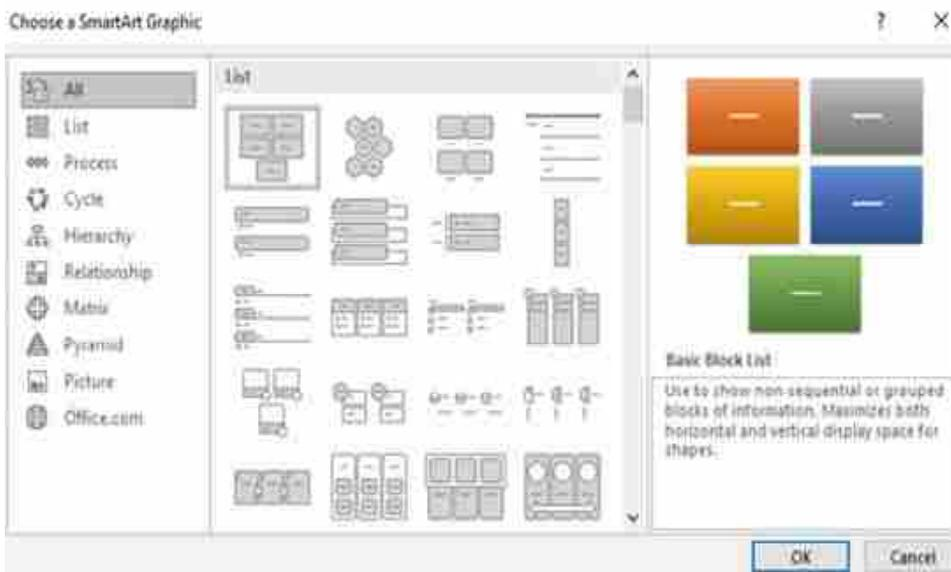 Choose a SmartArt Graphic
?
All
List
Process
Cycle
Hierarchy
Relationship
Matrix
Pyramid
Picture
Office.com
List
Basic Block List
Use to show non-sequential or grouped
blocks of information. Maximizes both
horizontal and vertical display space for
shapes.
OK
Cancel